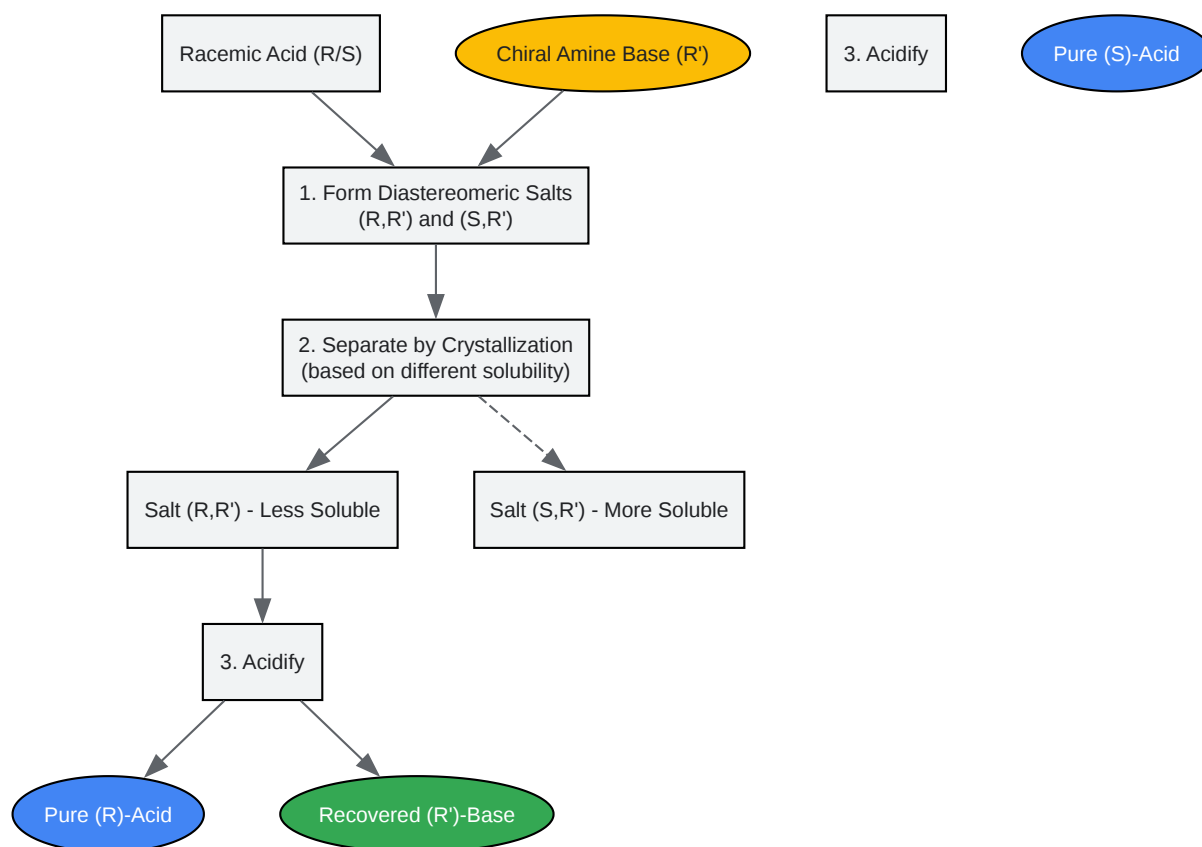 Racemic Acid (R/S)
Chiral Amine Base (R')
3. Acidify
Pure (S)-Acid
1. Form Diastereomeric Salts
(R,R') and (S,R')
2. Separate by Crystallization
(based on different solubility)
Salt (R,R') - Less Soluble
Salt (S,R') - More Soluble
3. Acidify
Pure (R)-Acid
Recovered (R')-Base